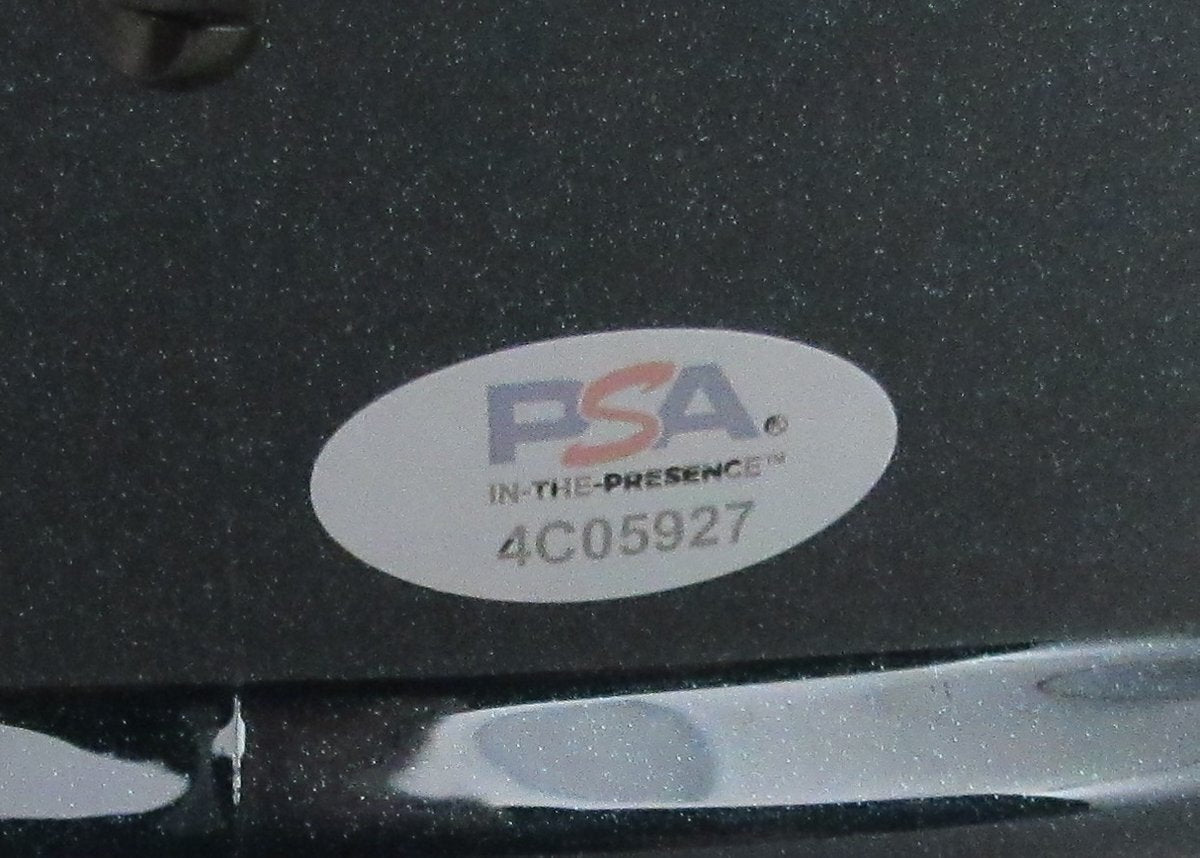 PSA®
IN-THE-PRESENCE™
4C05927